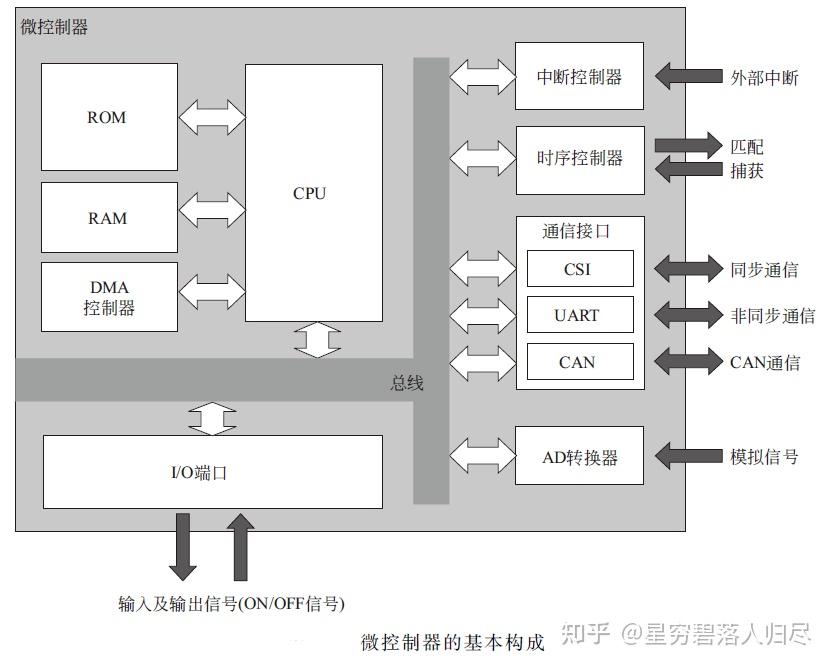 微控制器
ROM
RAM
DMA
控制器
CPU
总线
I/O端口
中断控制器
时序控制器
通信接口
CSI
UART
CAN
AD转换器
外部中断
匹配
捕获
同步通信
非同步通信
CAN通信
模拟信号
输入及输出信号(ON/OFF信号)
微控制器的基本构成
知乎 @星穷碧落人归尽